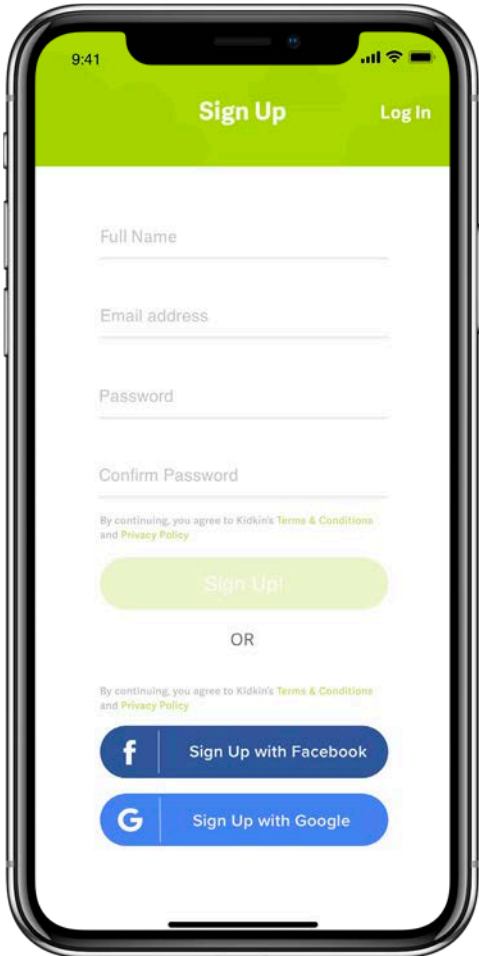 9:41
Sign Up
Log In
Full Name
Email address
Password
Confirm Password
By continuing, you agree to Kidkin's Terms & Conditions
and Privacy Policy
Sign Up!
OR
By continuing, you agree to Kidkin's Terms & Conditions
and Privacy Policy
f
Sign Up with Facebook
G
Sign Up with Google